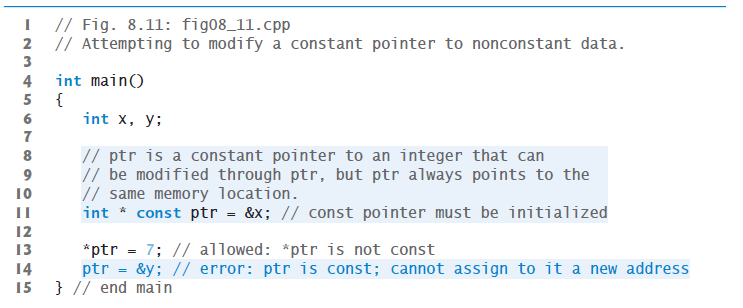 1 // Fig. 8.11: fig08_11.cpp
2 // Attempting to modify a constant pointer to nonconstant data.
3
4 int main()
5 {
6 int x, y;
7
8 // ptr is a constant pointer to an integer that can
9 // be modified through ptr, but ptr always points to the
10 // same memory location.
11 int * const ptr = &x; // const pointer must be initialized
12
13 *ptr = 7; // allowed: *ptr is not const
14 ptr = &y; // error: ptr is const; cannot assign to it a new address
15 } // end main